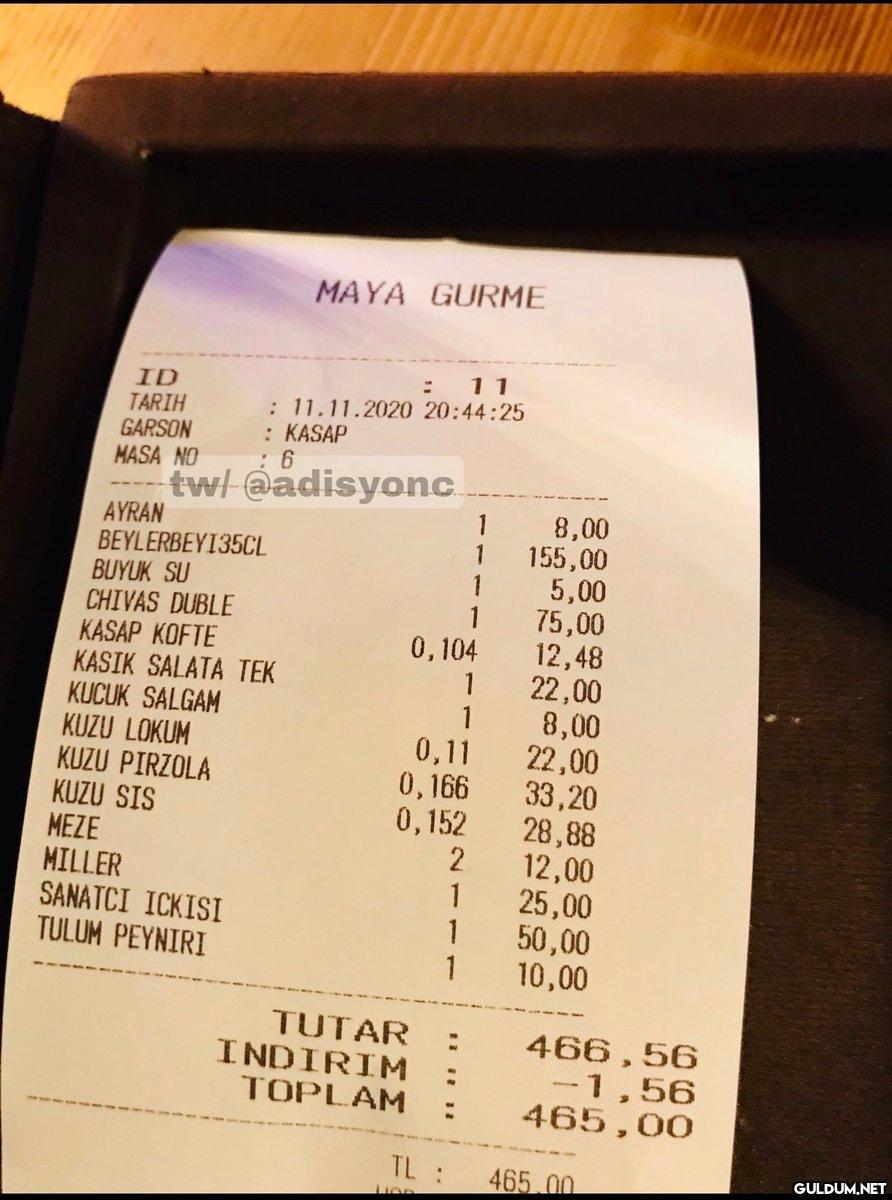 MAYA GURME
ID : 11
TARIH : 11.11.2020 20:44:25
GARSON : KASAP
MASA NO : 6
tw/ @adisyonc
AYRAN 1 8,00
BEYLERBEYI35CL 1 155,00
BUYUK SU 1 5,00
CHIVAS DUBLE 1 75,00
KASAP KOFTE 0,104 12,48
KASIK SALATA TEK 1 22,00
KUCUK SALGAM 1 8,00
KUZU LOKUM 0,11 22,00
KUZU PIRZOLA 0,166 33,20
KUZU SIS 0,152 28,88
MEZE 2 12,00
MILLER 1 25,00
SANATCI ICKISI 1 50,00
TULUM PEYNIRI 1 10,00
TUTAR : 466,56
INDIRIM : -1,56
TOPLAM : 465,00
TL : 465,00
GULDUM.NET